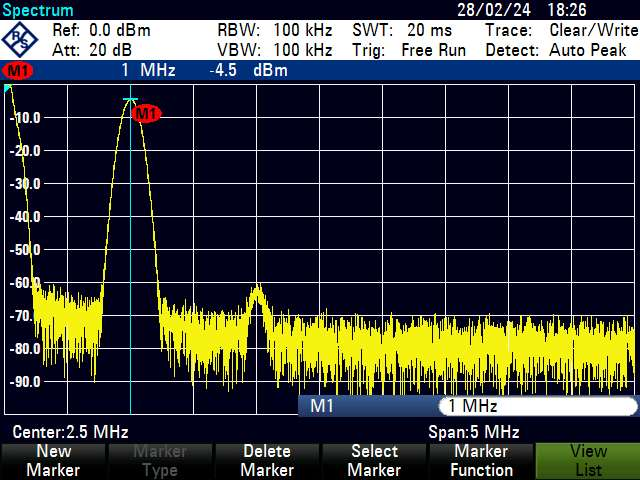 Spectrum 28/02/24 18:26
R&S Ref: 0.0 dBm RBW: 100 kHz SWT: 20 ms Trace: Clear/Write
Att: 20 dB VBW: 100 kHz Trig: Free Run Detect: Auto Peak
M1 1 MHz -4.5 dBm
M1
-10.0
-20.0
-30.0
-40.0
-50.0
-60.0
-70.0
-80.0
-90.0
M1 1 MHz
Center:2.5 MHz Span:5 MHz
New Marker Delete Select Marker View
Marker Type Marker Marker Function List